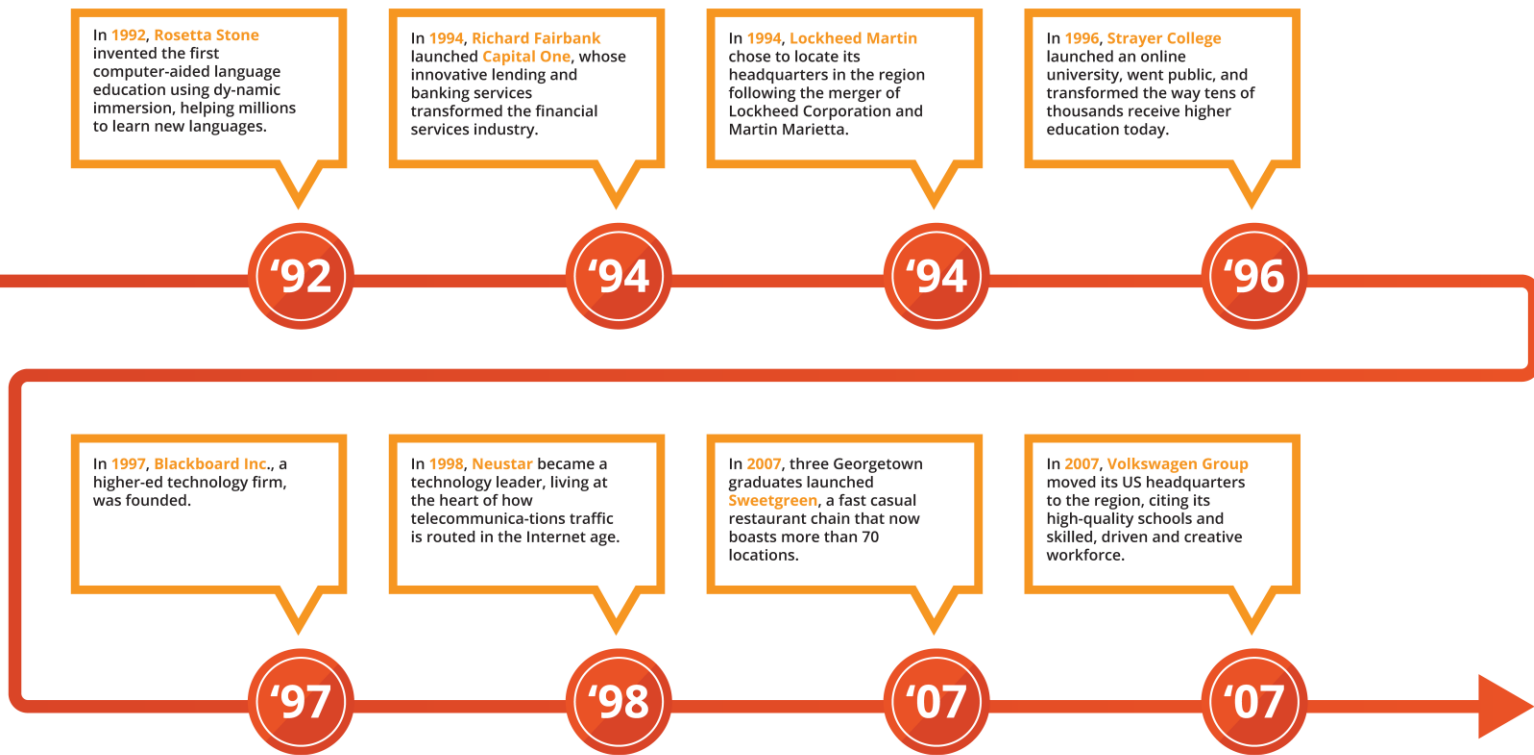 In 1992, Rosetta Stone
invented the first
computer-aided language
education using dy-namic
immersion, helping millions
to learn new languages.
In 1994, Richard Fairbank
launched Capital One, whose
innovative lending and
banking services
transformed the financial
services industry.
In 1994, Lockheed Martin
chose to locate its
headquarters in the region
following the merger of
Lockheed Corporation and
Martin Marietta.
In 1996, Strayer College
launched an online
university, went public, and
transformed the way tens of
thousands receive higher
education today.
‘92
‘94
‘94
‘96
In 1997, Blackboard Inc., a
higher-ed technology firm,
was founded.
In 1998, Neustar became a
technology leader, living at
the heart of how
telecommunica-tions traffic
is routed in the Internet age.
In 2007, three Georgetown
graduates launched
Sweetgreen, a fast casual
restaurant chain that now
boasts more than 70
locations.
In 2007, Volkswagen Group
moved its US headquarters
to the region, citing its
high-quality schools and
skilled, driven and creative
workforce.
‘97
‘98
‘07
‘07